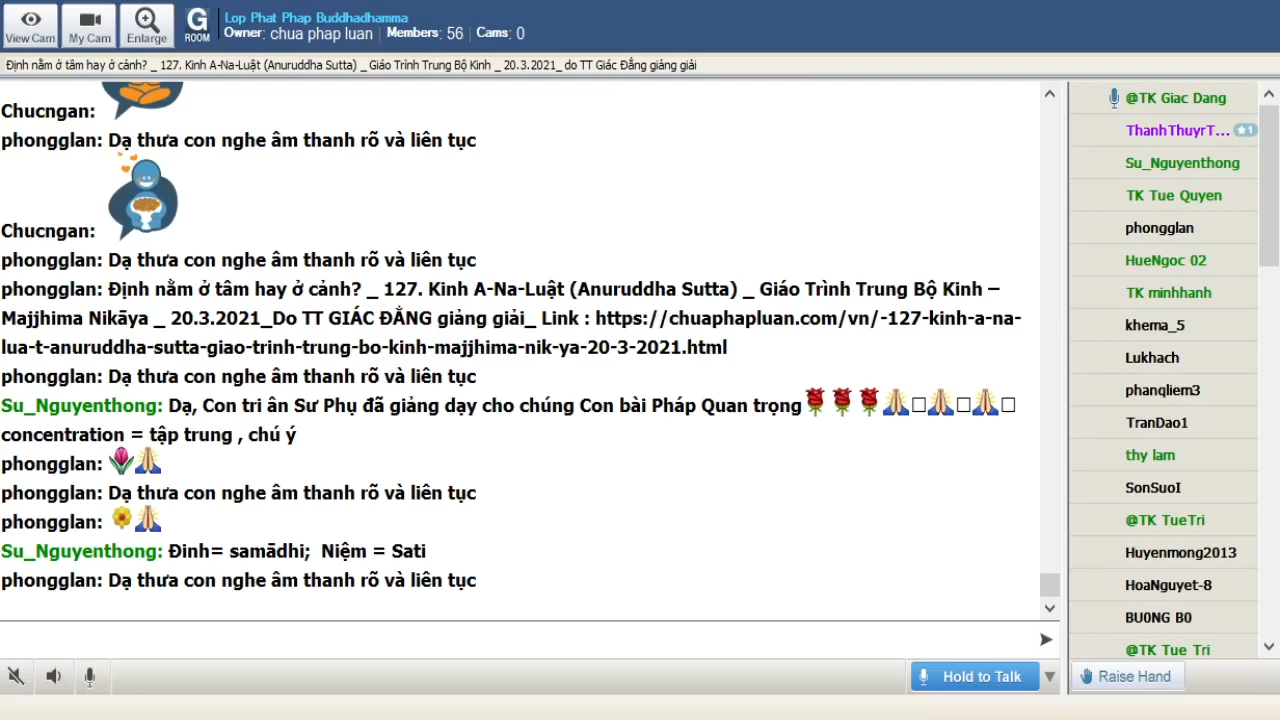 View Cam
My Cam
Enlarge
G
ROOM
Lop Phat Phap Buddhadhamma
Owner: chua phap luan Members: 56 Cams: 0
Định nằm ở tâm hay ở cảnh? _ 127. Kinh A-Na-Luật (Anuruddha Sutta) _ Giáo Trình Trung Bộ Kinh _ 20.3.2021_ do TT Giác Đẳng giảng giải
Chucngan:
phongglan: Dạ thưa con nghe âm thanh rõ và liên tục
Chucngan:
phongglan: Dạ thưa con nghe âm thanh rõ và liên tục
phongglan: Định nằm ở tâm hay ở cảnh? _ 127. Kinh A-Na-Luật (Anuruddha Sutta) _ Giáo Trình Trung Bộ Kinh –
Majjhima Nikāya _ 20.3.2021_Do TT GIÁC ĐẲNG giảng giải_ Link : https://chuaphapluan.com/vn/-127-kinh-a-na-
lua-t-anuruddha-sutta-giao-trinh-trung-bo-kinh-majjhima-nik-ya-20-3-2021.html
phongglan: Dạ thưa con nghe âm thanh rõ và liên tục
Su_Nguyenthong: Dạ, Con tri ân Sư Phụ đã giảng dạy cho chúng Con bài Pháp Quan trọng🌹🌹🌹🙏□🙏□🙏□
concentration = tập trung , chú ý
phongglan: 🌷🙏
phongglan: Dạ thưa con nghe âm thanh rõ và liên tục
phongglan: 🌼🙏
Su_Nguyenthong: Đinh= samādhi; Niệm = Sati
phongglan: Dạ thưa con nghe âm thanh rõ và liên tục
Hold to Talk
@TK Giac Dang
ThanhThuyrT... ★1
Su_Nguyenthong
TK Tue Quyen
phongglan
HueNgoc 02
TK minhhanh
khema_5
Lukhach
phanqliem3
TranDao1
thy lam
SonSuoI
@TK TueTri
Huyenmong2013
HoaNguyet-8
BU0NG B0
@TK Tue Tri
Raise Hand